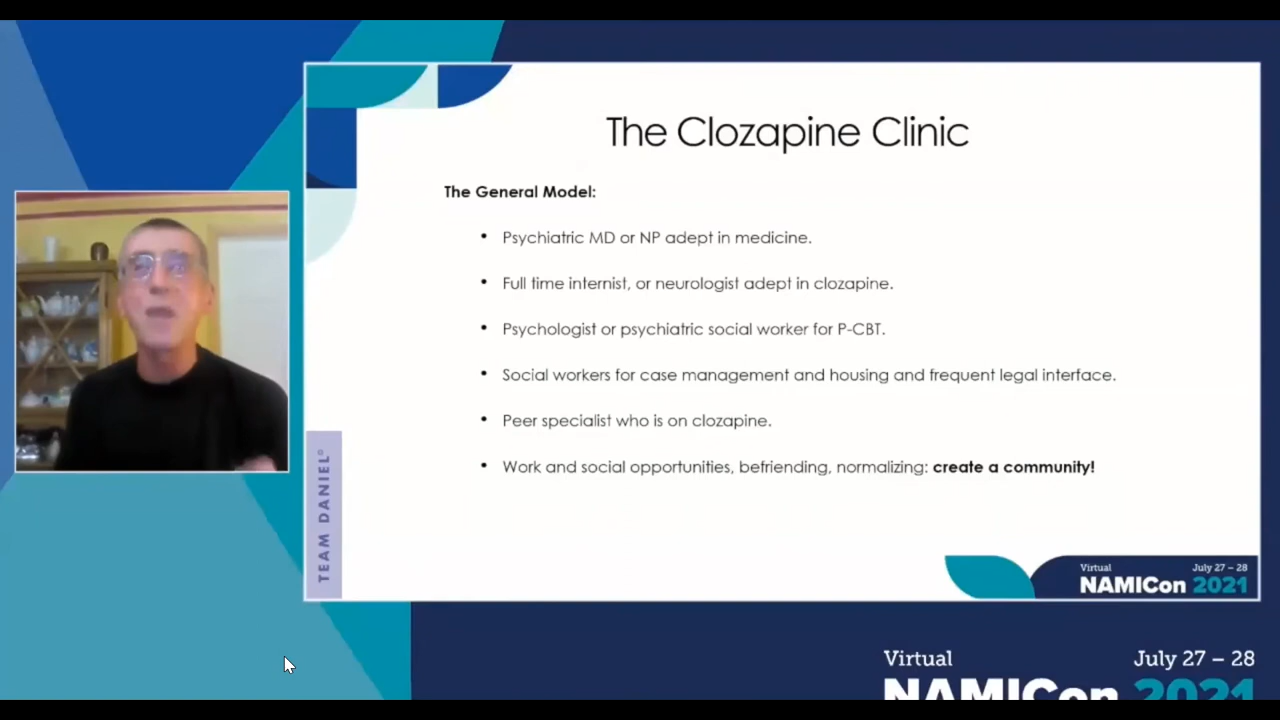 The Clozapine Clinic
The General Model:
• Psychiatric MD or NP adept in medicine.
• Full time internist, or neurologist adept in clozapine.
• Psychologist or psychiatric social worker for P-CBT.
• Social workers for case management and housing and frequent legal interface.
• Peer specialist who is on clozapine.
• Work and social opportunities, befriending, normalizing: create a community!
TEAM DANIEL©
Virtual July 27 – 28
NAMICon 2021
Virtual July 27 – 28
NAMICon 2021